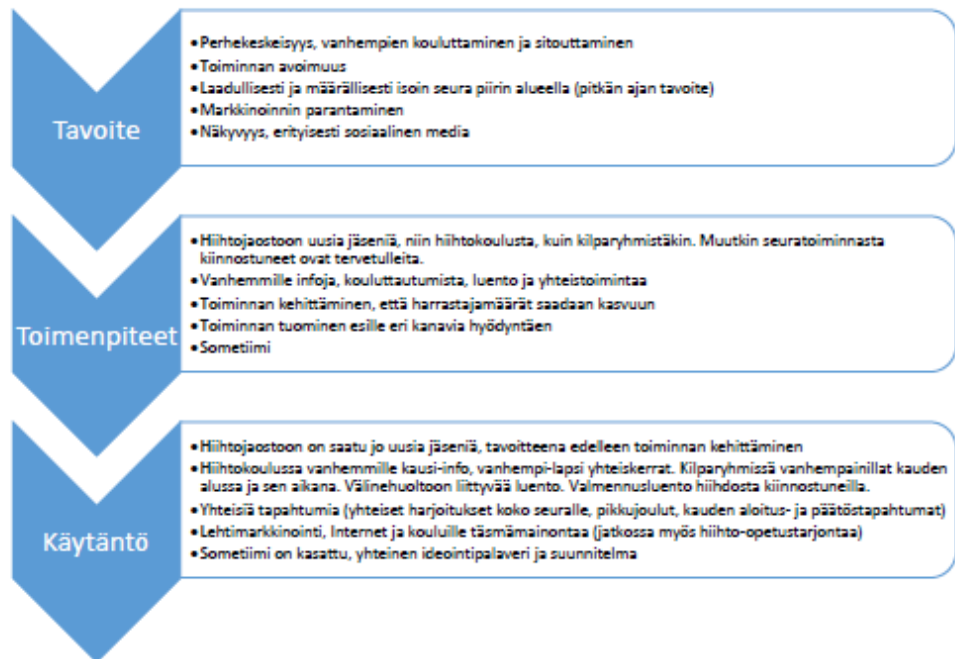 Tavoite
•Perhekeskeisyys, vanhempien kouluttaminen ja sitouttaminen
•Toiminnan avoimuus
•Laadullisesti ja määrällisesti isoin seura piirin alueella (pitkän ajan tavoite)
•Markkinoinnin parantaminen
•Näkyvyys, erityisesti sosiaalinen media
Toimenpiteet
•Hiihtojaostoon uusia jäseniä, niin hiihtokoulusta, kuin kilparyhmistäkin. Muutkin seuratoiminnasta
kiinnostuneet ovat tervetulleita.
•Vanhemmille infoja, kouluttautumista, luento ja yhteistoimintaa
•Toiminnan kehittäminen, että harrastajamäärät saadaan kasvuun
•Toiminnan tuominen esille eri kanavia hyödyntäen
•Sometiimi
Käytäntö
•Hiihtojaostoon on saatu jo uusia jäseniä, tavoitteena edelleen toiminnan kehittäminen
•Hiihtokoulussa vanhemmille kausi-info, vanhempi-lapsi yhteiskerrat. Kilparyhmissä vanhempainillat kauden
alussa ja sen aikana. Välinehuoltoon liittyvää luento. Valmennusluento hiihdosta kiinnostuneilla.
•Yhteisiä tapahtumia (yhteiset harjoitukset koko seuralle, pikkujoulut, kauden aloitus- ja päätöstapahtumat)
•Lehtimarkkinointi, Internet ja kouluille täsmämainontaa (jatkossa myös hiihto-opetustarjontaa)
•Sometiimi on kasattu, yhteinen ideointipalaveri ja suunnitelma